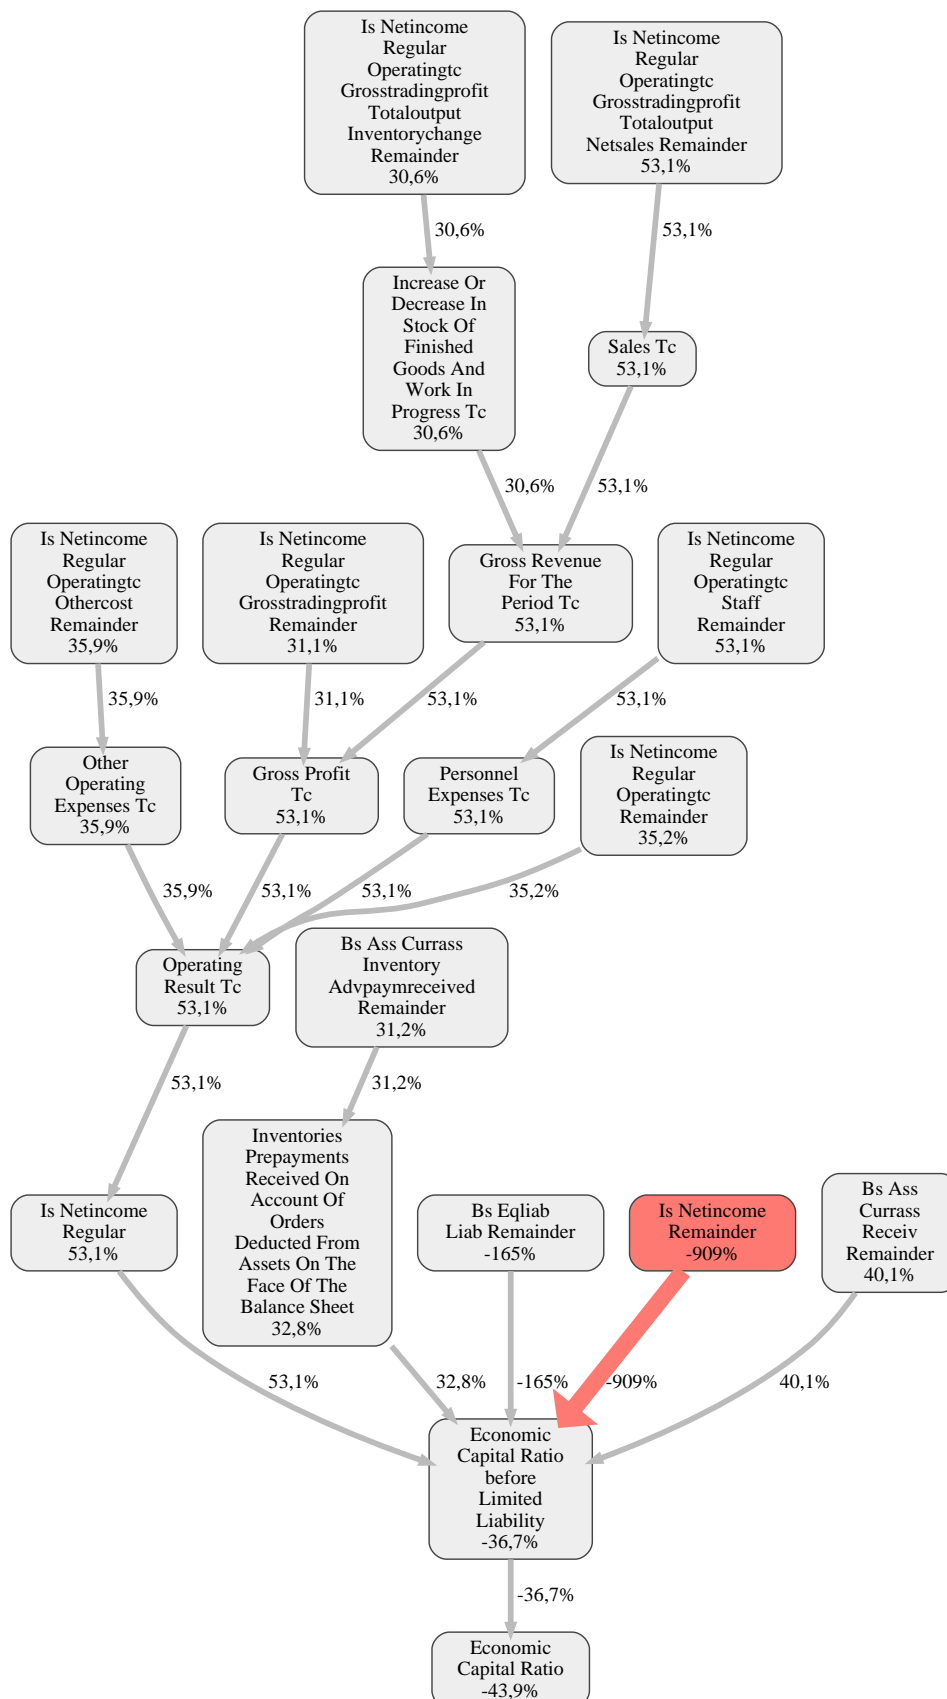 Is Netincome
Regular
Operatingtc
Grosstradingprofit
Totaloutput
Inventorychange
Remainder
30,6%
Is Netincome
Regular
Operatingtc
Grosstradingprofit
Totaloutput
Netsales Remainder
53,1%
30,6%
53,1%
Increase Or
Decrease In
Stock Of
Finished
Goods And
Work In
Progress Tc
30,6%
Sales Tc
53,1%
30,6%
53,1%
Is Netincome
Regular
Operatingtc
Othercost
Remainder
35,9%
Is Netincome
Regular
Operatingtc
Grosstradingprofit
Remainder
31,1%
Gross Revenue
For The
Period Tc
53,1%
Is Netincome
Regular
Operatingtc
Staff
Remainder
53,1%
35,9%
31,1%
53,1%
53,1%
Other
Operating
Expenses Tc
35,9%
Gross Profit
Tc
53,1%
Personnel
Expenses Tc
53,1%
Is Netincome
Regular
Operatingtc
Remainder
35,2%
35,9%
53,1%
53,1%
35,2%
Operating
Result Tc
53,1%
Bs Ass Currass
Inventory
Advpaymreceived
Remainder
31,2%
53,1%
31,2%
Is Netincome
Regular
53,1%
Inventories
Prepayments
Received On
Account Of
Orders
Deducted From
Assets On The
Face Of The
Balance Sheet
32,8%
Bs Eqliab
Liab Remainder
-165%
Is Netincome
Remainder
-909%
Bs Ass
Currass
Receiv
Remainder
40,1%
53,1%
32,8%
-165%
-909%
40,1%
Economic
Capital Ratio
before
Limited
Liability
-36,7%
-36,7%
Economic
Capital Ratio
-43,9%